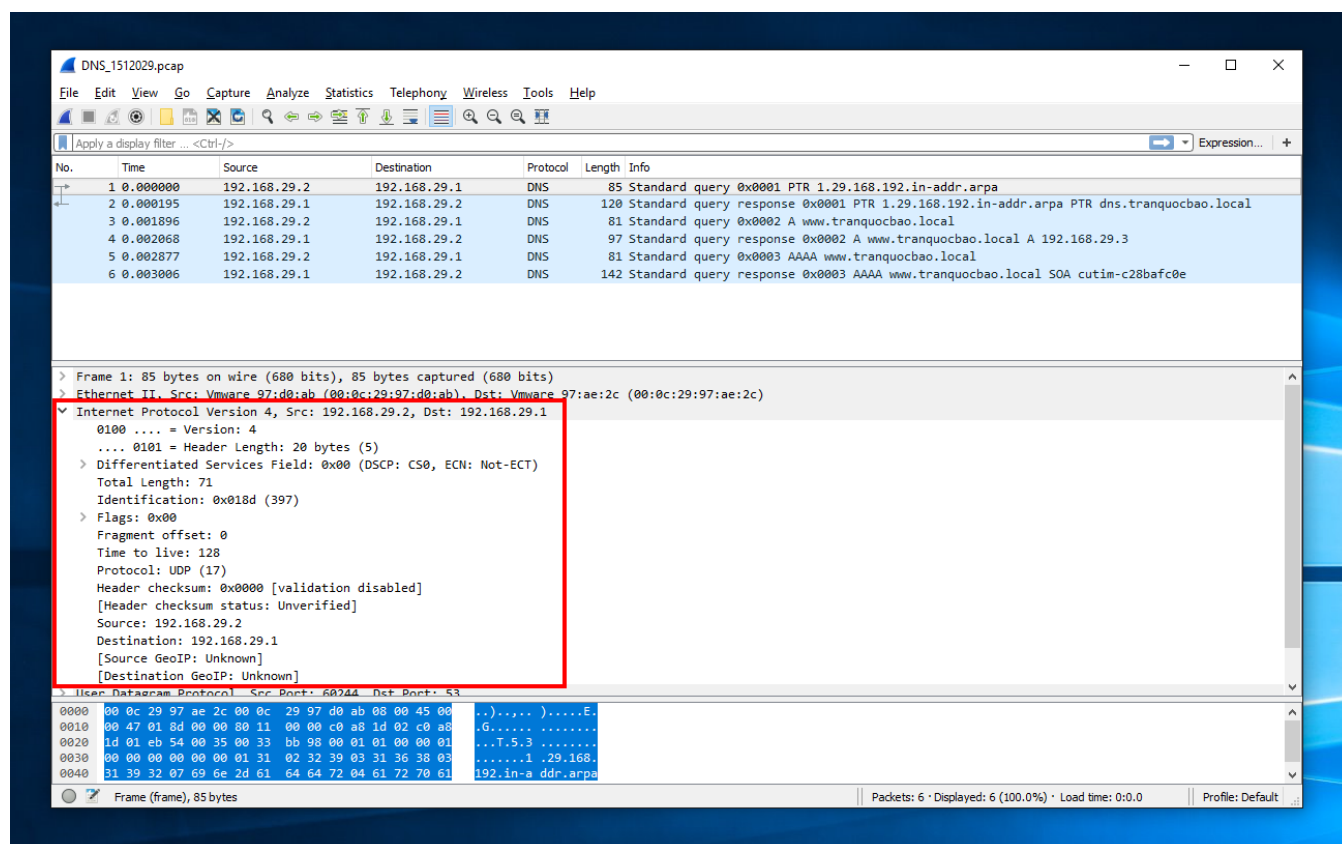 DNS_1512029.pcap
File Edit View Go Capture Analyze Statistics Telephony Wireless Tools Help
Apply a display filter ... <Ctrl-/> Expression... +
No. Time Source Destination Protocol Length Info
1 0.000000 192.168.29.2 192.168.29.1 DNS 85 Standard query 0x0001 PTR 1.29.168.192.in-addr.arpa
2 0.000195 192.168.29.1 192.168.29.2 DNS 120 Standard query response 0x0001 PTR 1.29.168.192.in-addr.arpa PTR dns.tranquocbao.local
3 0.001896 192.168.29.2 192.168.29.1 DNS 81 Standard query 0x0002 A www.tranquocbao.local
4 0.002068 192.168.29.1 192.168.29.2 DNS 97 Standard query response 0x0002 A www.tranquocbao.local A 192.168.29.3
5 0.002877 192.168.29.2 192.168.29.1 DNS 81 Standard query 0x0003 AAAA www.tranquocbao.local
6 0.003006 192.168.29.1 192.168.29.2 DNS 142 Standard query response 0x0003 AAAA www.tranquocbao.local SOA cutim-c28bafc0e
> Frame 1: 85 bytes on wire (680 bits), 85 bytes captured (680 bits)
> Ethernet II, Src: Vmware_97:d0:ab (00:0c:29:97:d0:ab), Dst: Vmware_97:ae:2c (00:0c:29:97:ae:2c)
Internet Protocol Version 4, Src: 192.168.29.2, Dst: 192.168.29.1
0100 .... = Version: 4
.... 0101 = Header Length: 20 bytes (5)
> Differentiated Services Field: 0x00 (DSCP: CS0, ECN: Not-ECT)
Total Length: 71
Identification: 0x018d (397)
> Flags: 0x00
Fragment offset: 0
Time to live: 128
Protocol: UDP (17)
Header checksum: 0x0000 [validation disabled]
[Header checksum status: Unverified]
Source: 192.168.29.2
Destination: 192.168.29.1
[Source GeoIP: Unknown]
[Destination GeoIP: Unknown]
> User Datagram Protocol, Src Port: 60244, Dst Port: 53
0000 00 0c 29 97 ae 2c 00 0c 29 97 d0 ab 08 00 45 00 ..)..,.. ).....E.
0010 00 47 01 8d 00 00 80 11 00 00 c0 a8 1d 02 c0 a8 .G...... ........
0020 1d 01 eb 54 00 35 00 33 bb 98 00 01 01 00 00 01 ...T.5.3 ........
0030 00 00 00 00 00 00 01 31 02 32 39 03 31 36 38 03 .......1 .29.168.
0040 31 39 32 07 69 6e 2d 61 64 64 72 04 61 72 70 61 192.in-a ddr.arpa
Frame (frame), 85 bytes Packets: 6 · Displayed: 6 (100.0%) · Load time: 0:0.0 Profile: Default